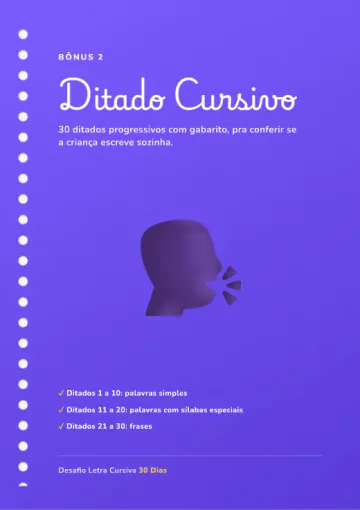 BÔNUS 2
Ditado Cursivo
30 ditados progressivos com gabarito, pra conferir se
a criança escreve sozinha.
✓ Ditados 1 a 10: palavras simples
✓ Ditados 11 a 20: palavras com sílabas especiais
✓ Ditados 21 a 30: frases
Desafio Letra Cursiva 30 Dias